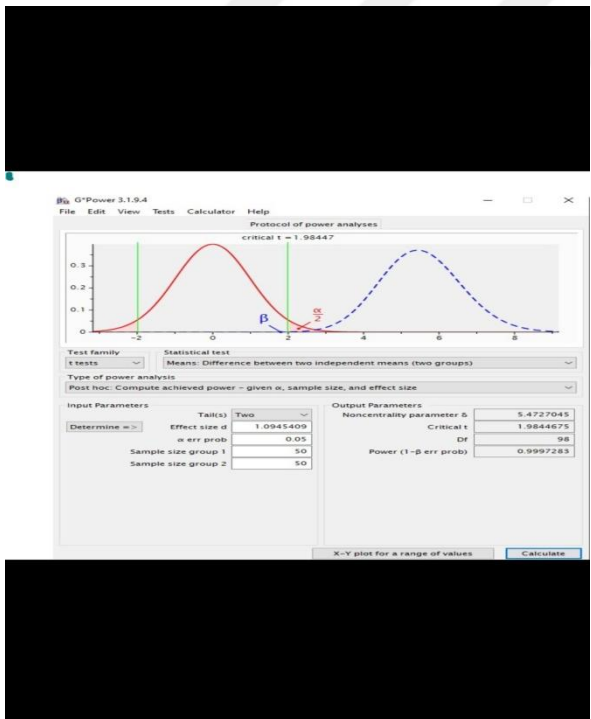 G*Power 3.1.9.4
File Edit View Tests Calculator Help
Protocol of power analyses
critical t = 1.98447
0.3
0.2
0.1
0
-2 0 2 4 6 8
β
α
2
Test family Statistical test
t tests Means: Difference between two independent means (two groups)
Type of power analysis
Post hoc: Compute achieved power – given α, sample size, and effect size
Input Parameters Output Parameters
Tail(s) Two Noncentrality parameter δ 5.4727045
Determine => Effect size d 1.0945409 Critical t 1.9844675
α err prob 0.05 Df 98
Sample size group 1 50 Power (1-β err prob) 0.9997283
Sample size group 2 50
X-Y plot for a range of values Calculate